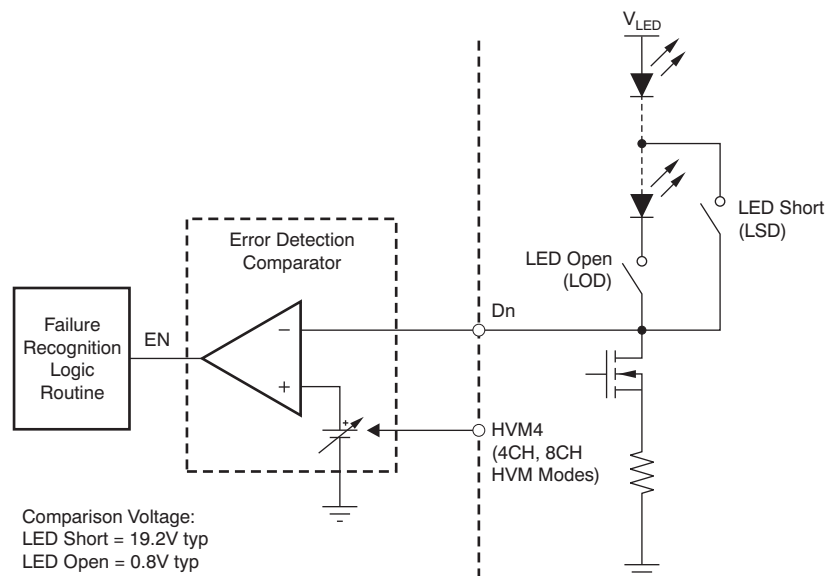 V_LED
LED Short
(LSD)
Error Detection
Comparator
LED Open
(LOD)
Dn
Failure
Recognition
Logic
Routine
EN
−
+
+
HVM4
(4CH, 8CH
HVM Modes)
Comparison Voltage:
LED Short = 19.2V typ
LED Open = 0.8V typ